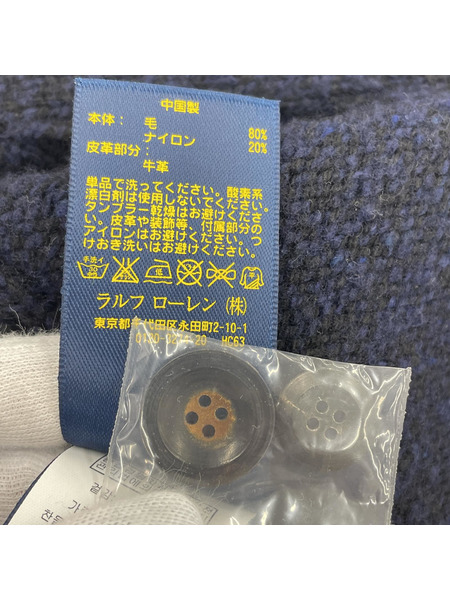 中国製
本体： 毛 80%
ナイロン 20%
皮革部分：
牛革
単品で洗ってください。酸素系
漂白剤は使用しないでください。
タンブラー乾燥はお避けください。
皮革や装飾等、付属部分の
アイロンはお避けください。つ
けおき洗いはお避けください。
手洗イ
30
低
ラルフ ローレン（株）
東京都千代田区永田町2-10-1
HC63